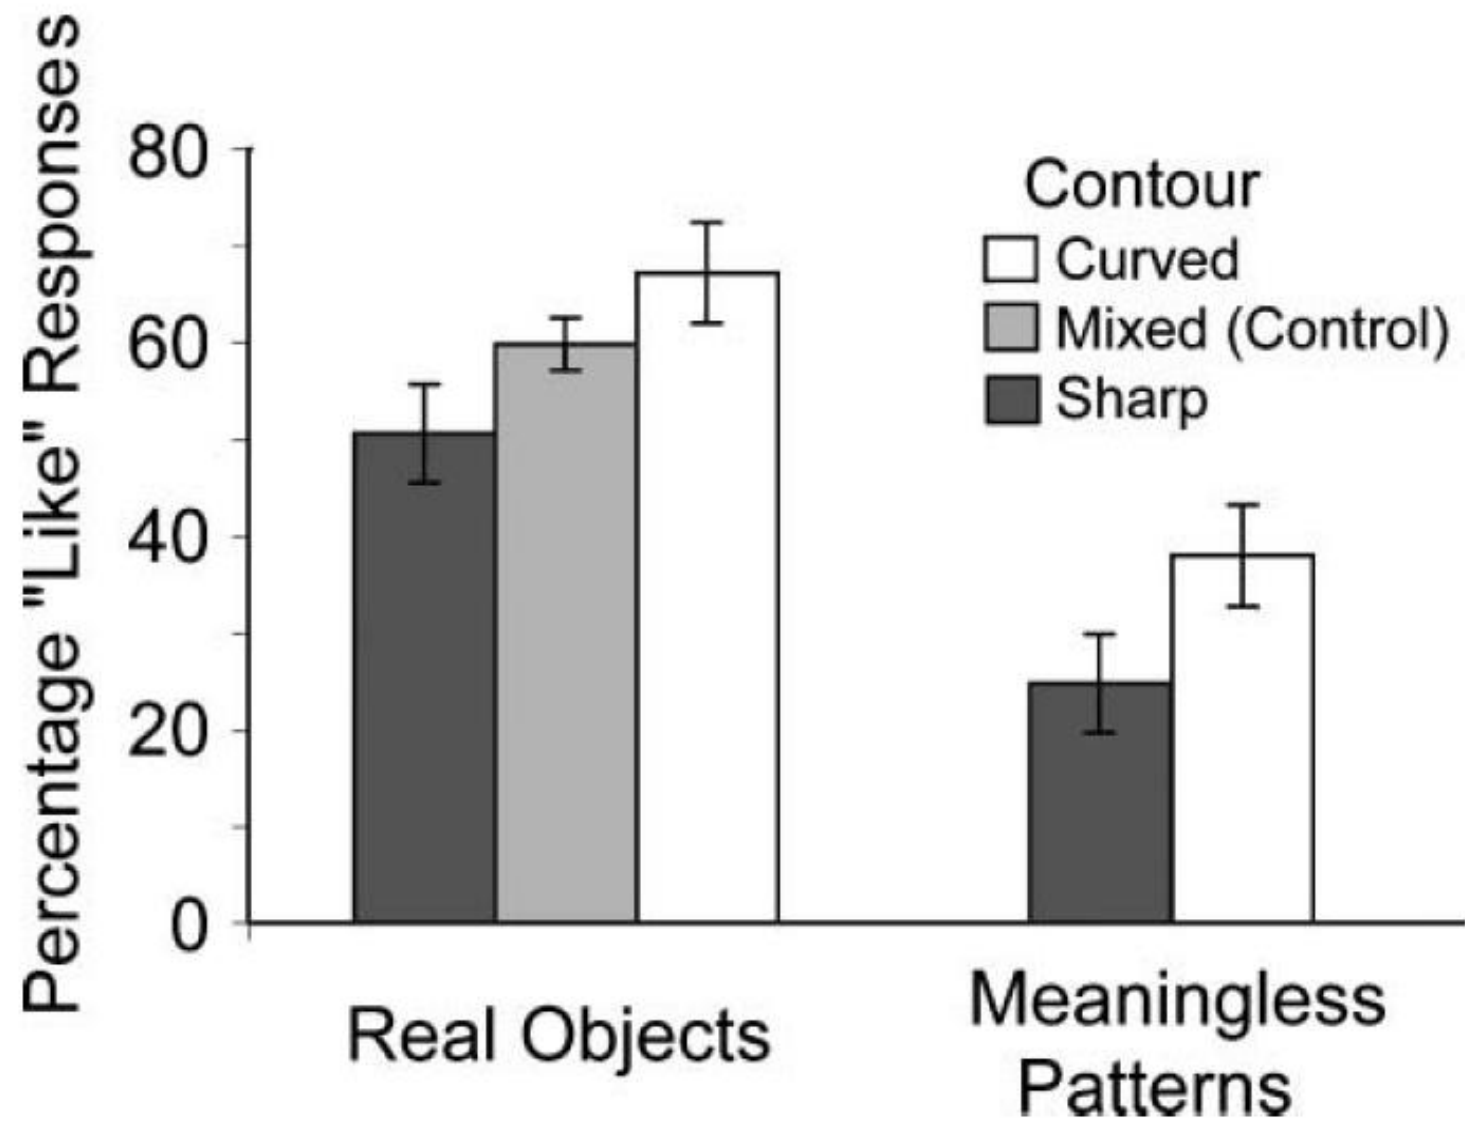 Percentage "Like" Responses
80
60
40
20
0
Contour
Curved
Mixed (Control)
Sharp
Real Objects
Meaningless
Patterns